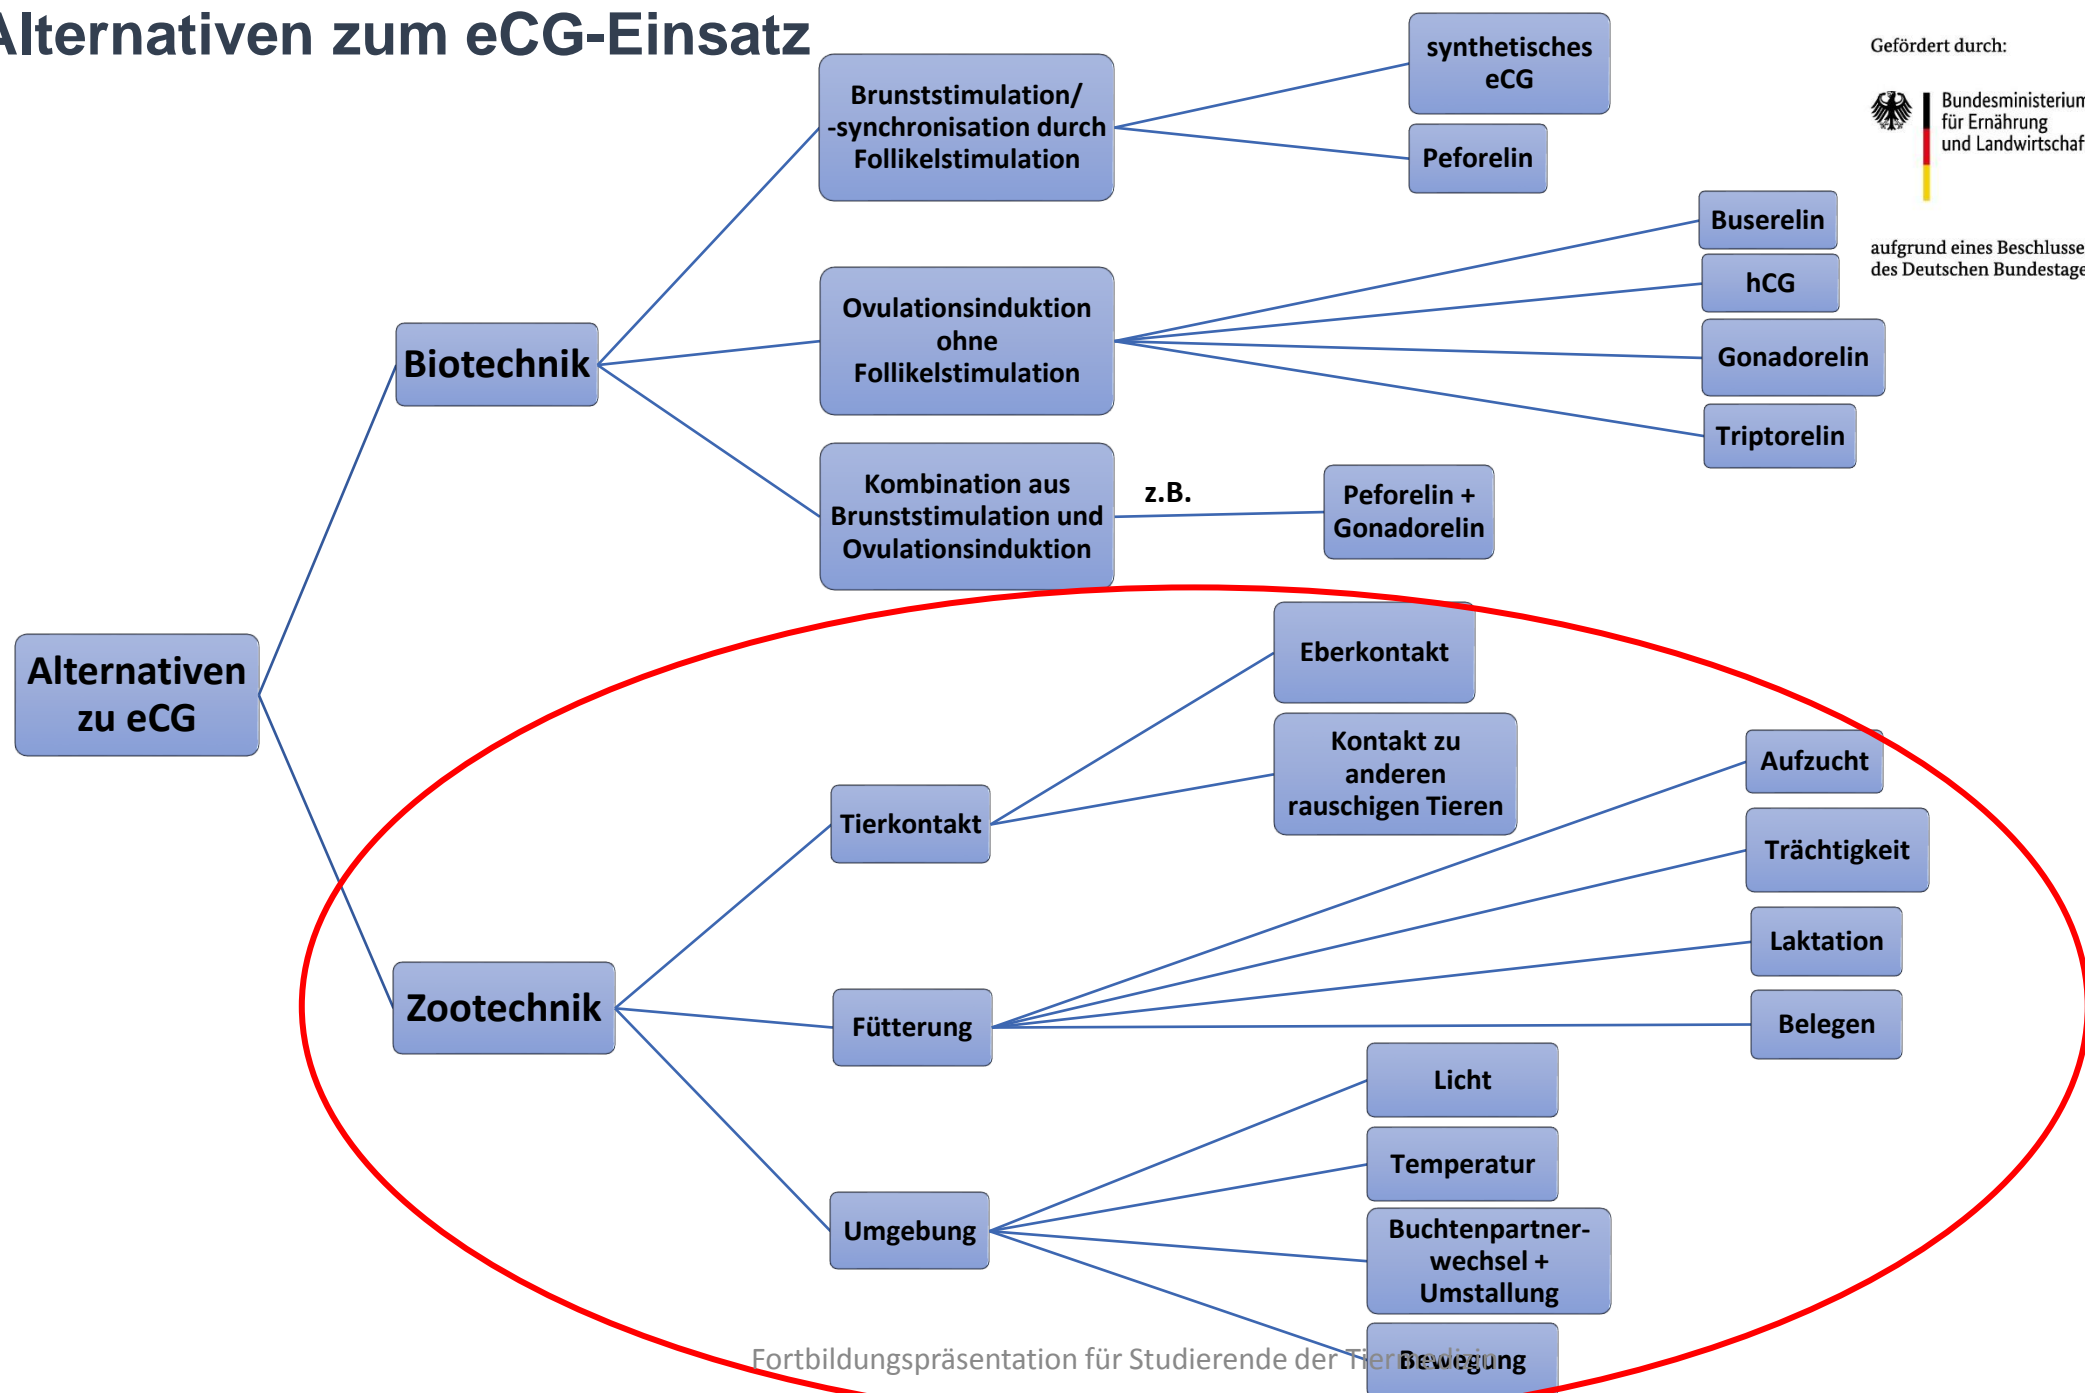 Alternativen zum eCG-Einsatz
Gefördert durch:
Bundesministerium
für Ernährung
und Landwirtschaf
aufgrund eines Beschlusse
des Deutschen Bundestage
Alternativen
zu eCG
Biotechnik
Brunststimulation/
-synchronisation durch
Follikelstimulation
synthetisches
eCG
Peforelin
Ovulationsinduktion
ohne
Follikelstimulation
Buserelin
hCG
Gonadorelin
Triptorelin
Kombination aus
Brunststimulation und
Ovulationsinduktion
z.B.
Peforelin +
Gonadorelin
Zootechnik
Tierkontakt
Eberkontakt
Kontakt zu
anderen
rauschigen Tieren
Fütterung
Aufzucht
Trächtigkeit
Laktation
Belegen
Umgebung
Licht
Temperatur
Buchtenpartner-
wechsel +
Umstallung
Bewegung
Fortbildungspräsentation für Studierende der Tiermedizin